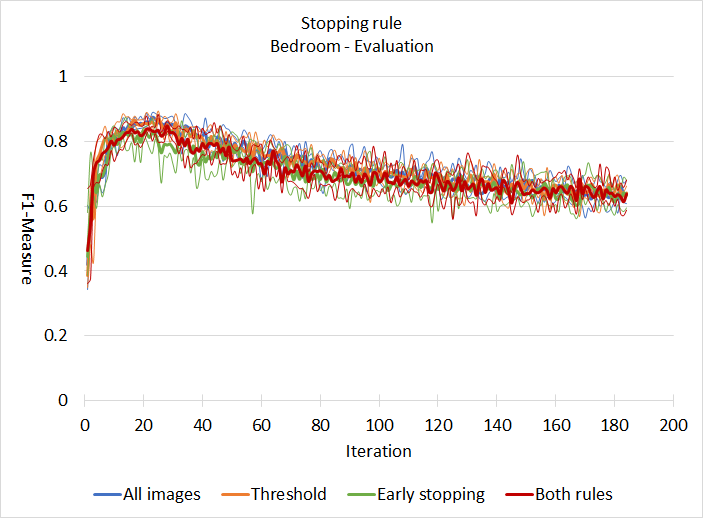 Stopping rule
Bedroom - Evaluation
1
0.8
0.6
0.4
0.2
0
F1-Measure
0 20 40 60 80 100 120 140 160 180 200
Iteration
All images Threshold Early stopping Both rules